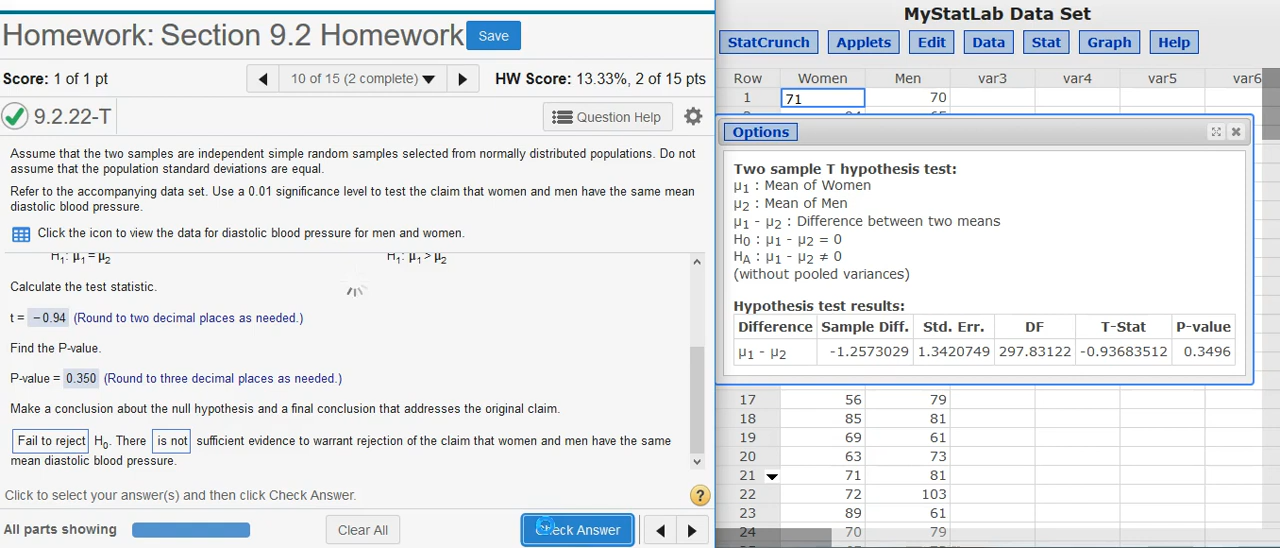 Homework: Section 9.2 Homework Save
Score: 1 of 1 pt 10 of 15 (2 complete) HW Score: 13.33%, 2 of 15 pts
9.2.22-T Question Help
Assume that the two samples are independent simple random samples selected from normally distributed populations. Do not
assume that the population standard deviations are equal.
Refer to the accompanying data set. Use a 0.01 significance level to test the claim that women and men have the same mean
diastolic blood pressure.
Click the icon to view the data for diastolic blood pressure for men and women.
H₁: μ₁ = μ₂ H₁: μ₁ > μ₂
Calculate the test statistic.
t = −0.94 (Round to two decimal places as needed.)
Find the P-value.
P-value = 0.350 (Round to three decimal places as needed.)
Make a conclusion about the null hypothesis and a final conclusion that addresses the original claim.
Fail to reject H₀. There is not sufficient evidence to warrant rejection of the claim that women and men have the same
mean diastolic blood pressure.
Click to select your answer(s) and then click Check Answer. ?
All parts showing Clear All Check Answer
MyStatLab Data Set
StatCrunch Applets Edit Data Stat Graph Help
Row Women Men var3 var4 var5 var6
1 71 70
Options
Two sample T hypothesis test:
μ₁ : Mean of Women
μ₂ : Mean of Men
μ₁ - μ₂ : Difference between two means
H₀ : μ₁ - μ₂ = 0
Hᴀ : μ₁ - μ₂ ≠ 0
(without pooled variances)
Hypothesis test results:
Difference Sample Diff. Std. Err. DF T-Stat P-value
μ₁ - μ₂ -1.2573029 1.3420749 297.83122 -0.93683512 0.3496
17 56 79
18 85 81
19 69 61
20 63 73
21 71 81
22 72 103
23 89 61
24 70 79